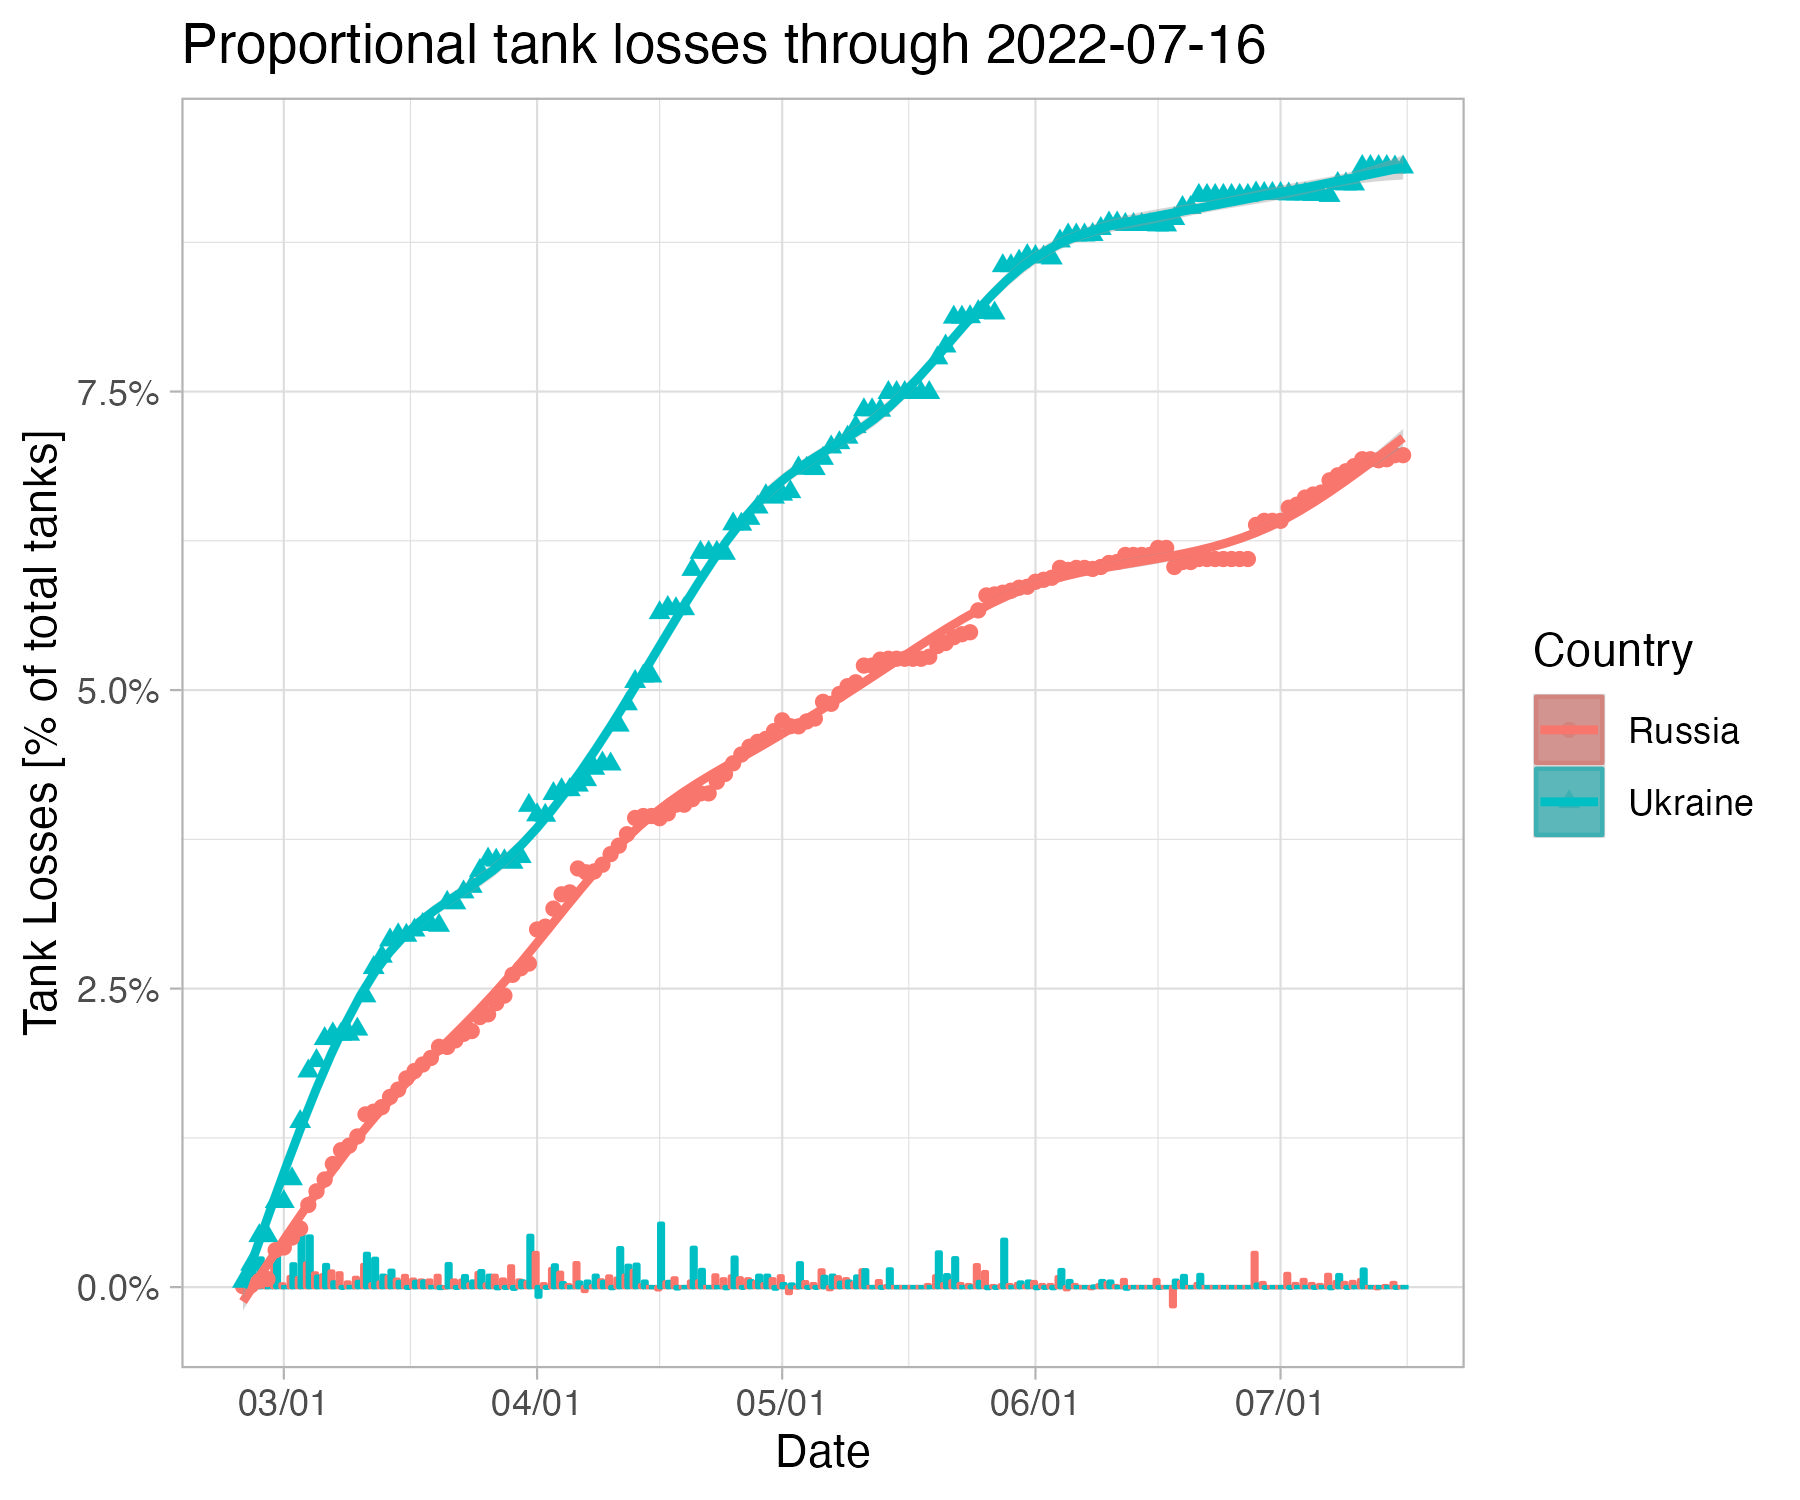 Proportional tank losses through 2022-07-16
Tank Losses [% of total tanks]
7.5%
5.0%
2.5%
0.0%
03/01
04/01
05/01
06/01
07/01
Date
Country
Russia
Ukraine